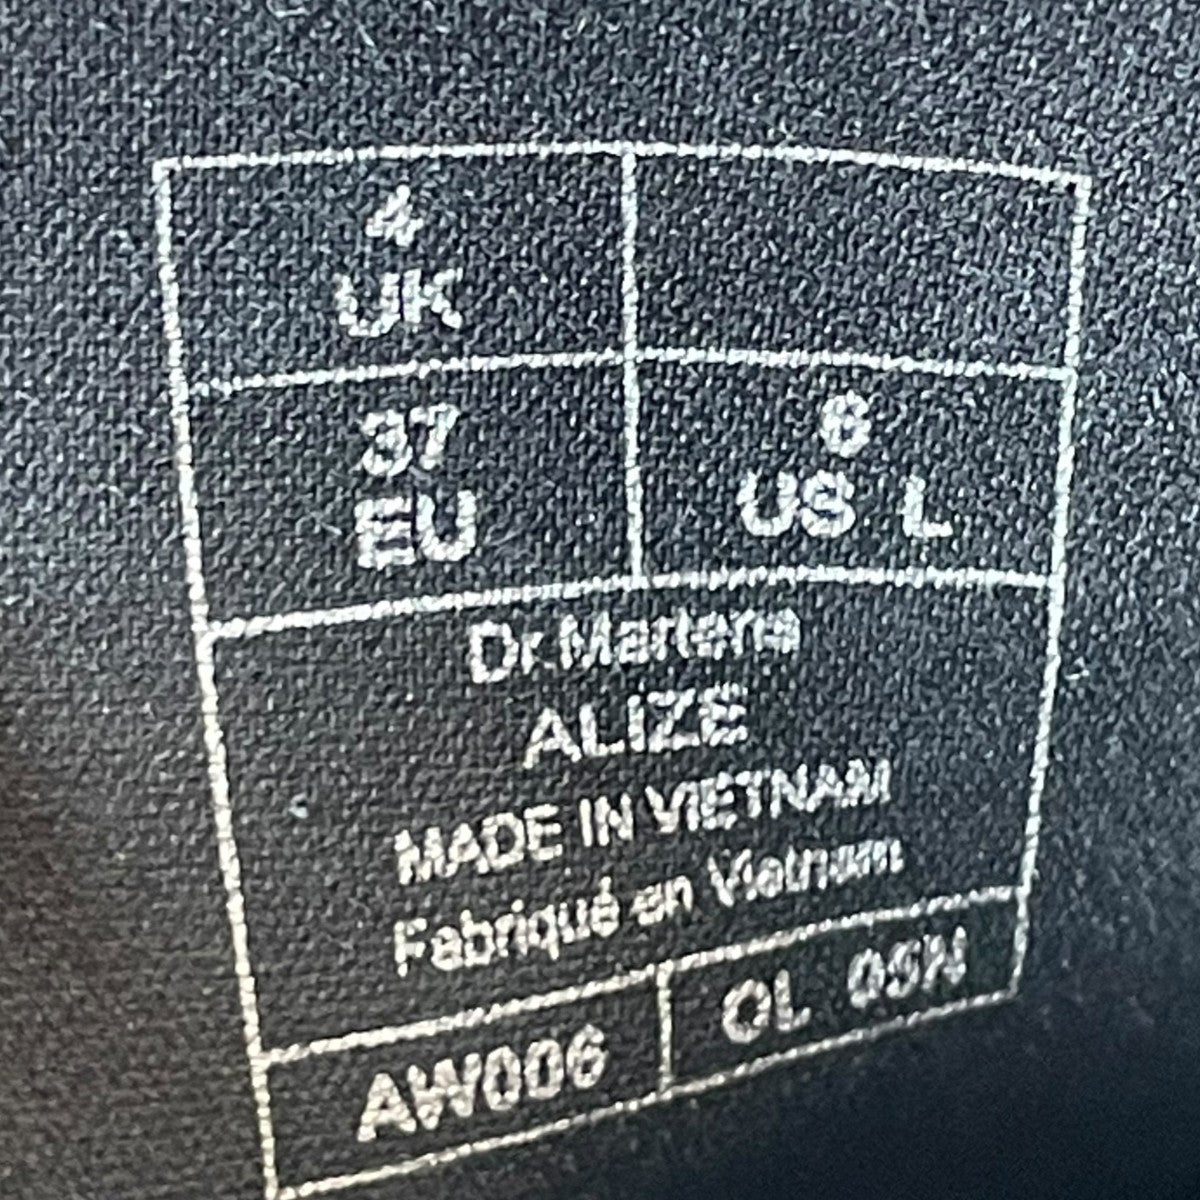 4
UK
37
EU
6
US L
Dr. Martens
ALIZE
MADE IN VIETNAM
Fabriqué en Vietnam
AW006
OL 05N